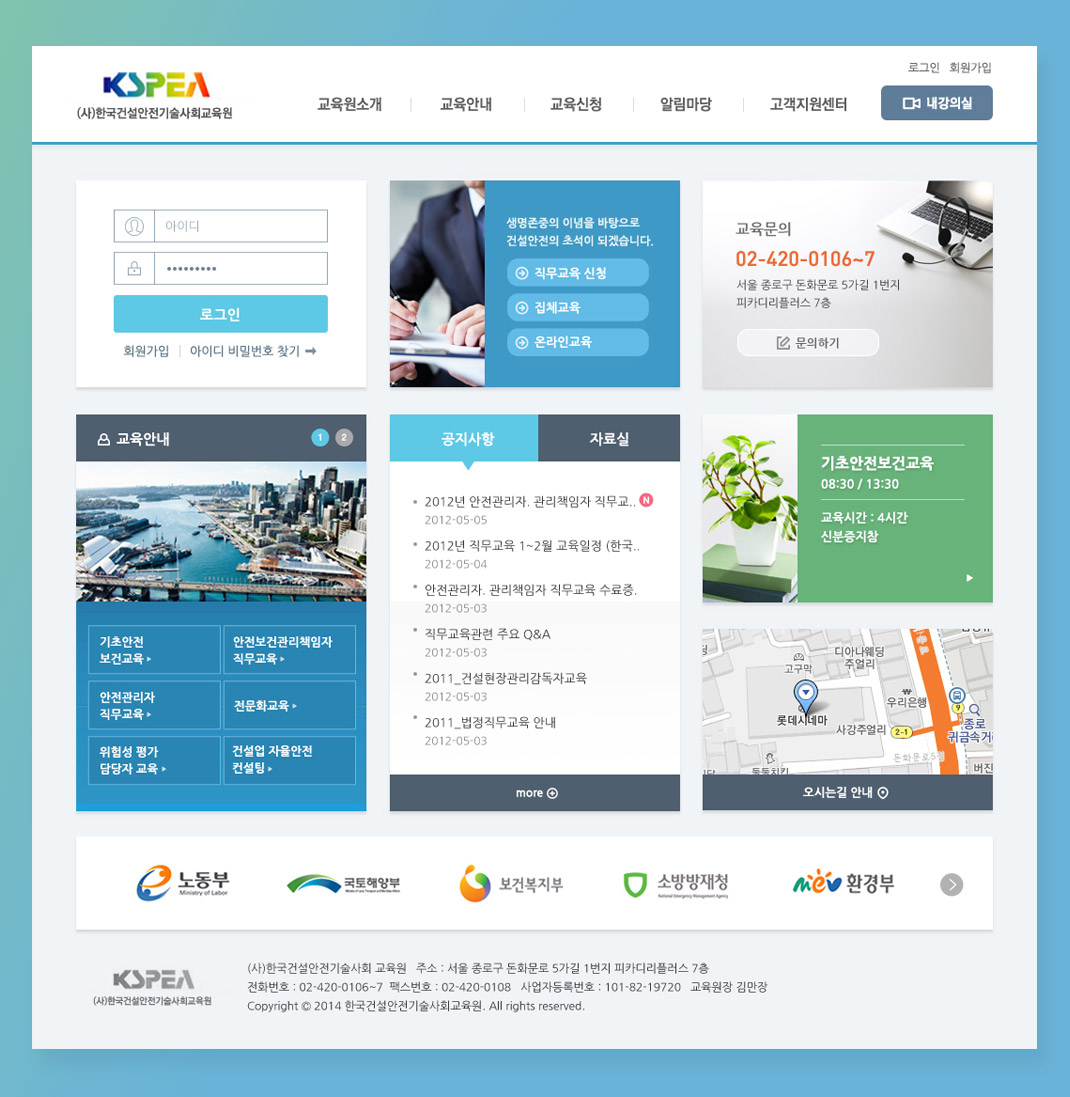 로그인 회원가입
KSPEA
(사)한국건설안전기술사회교육원
교육원소개
교육안내
교육신청
알림마당
고객지원센터
내강의실
아이디
•••••••••
로그인
회원가입 | 아이디 비밀번호 찾기
생명존중의 이념을 바탕으로
건설안전의 초석이 되겠습니다.
직무교육 신청
집체교육
온라인교육
교육문의
02-420-0106~7
서울 종로구 돈화문로 5가길 1번지
피카디리플러스 7층
문의하기
교육안내
1 2
기초안전
보건교육
안전보건관리책임자
직무교육
안전관리자
직무교육
전문화교육
위험성 평가
담당자 교육
건설업 자율안전
컨설팅
공지사항
자료실
2012년 안전관리자. 관리책임자 직무교.. N
2012-05-05
2012년 직무교육 1~2월 교육일정 (한국..
2012-05-04
안전관리자. 관리책임자 직무교육 수료증.
2012-05-03
직무교육관련 주요 Q&A
2012-05-03
2011_건설현장관리감독자교육
2012-05-03
2011_법정직무교육 안내
2012-05-03
more
기초안전보건교육
08:30 / 13:30
교육시간 : 4시간
신분증지참
디아나웨딩
주얼리
고구막
롯데시네마
우리은행
9
사강주얼리
2-1
종로
귀금속거
돈화문로5
둑둑치킨
버진
오시는길 안내
노동부
Ministry of Labor
국토해양부
보건복지부
소방방재청
National Emergency Management Agency
mev 환경부
KSPEA
(사)한국건설안전기술사회교육원
(사)한국건설안전기술사회 교육원 주소 : 서울 종로구 돈화문로 5가길 1번지 피카디리플러스 7층
전화번호 : 02-420-0106~7 팩스번호 : 02-420-0108 사업자등록번호 : 101-82-19720 교육원장 김만장
Copyright © 2014 한국건설안전기술사회교육원. All rights reserved.